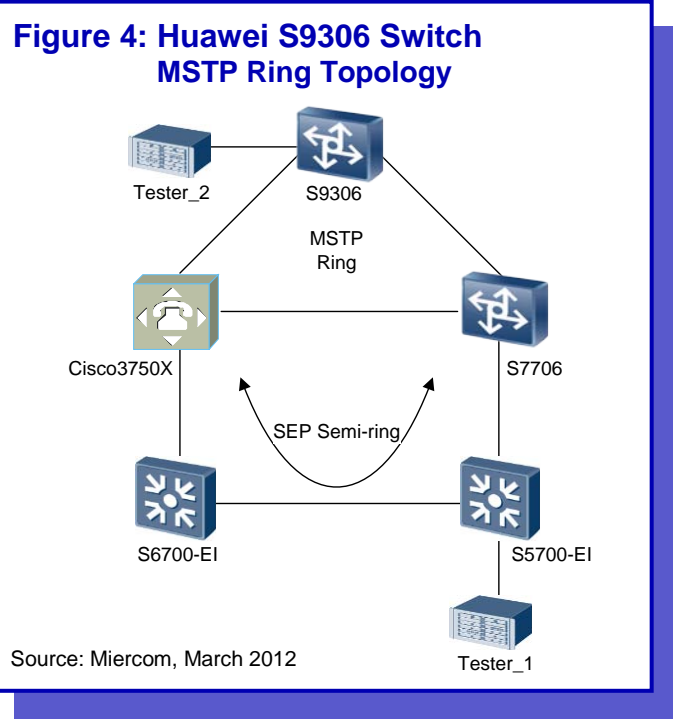 Figure 4: Huawei S9306 Switch
MSTP Ring Topology
Tester_2
S9306
MSTP
Ring
Cisco3750X
S7706
SEP Semi-ring
S6700-EI
S5700-EI
Source: Miercom, March 2012
Tester_1